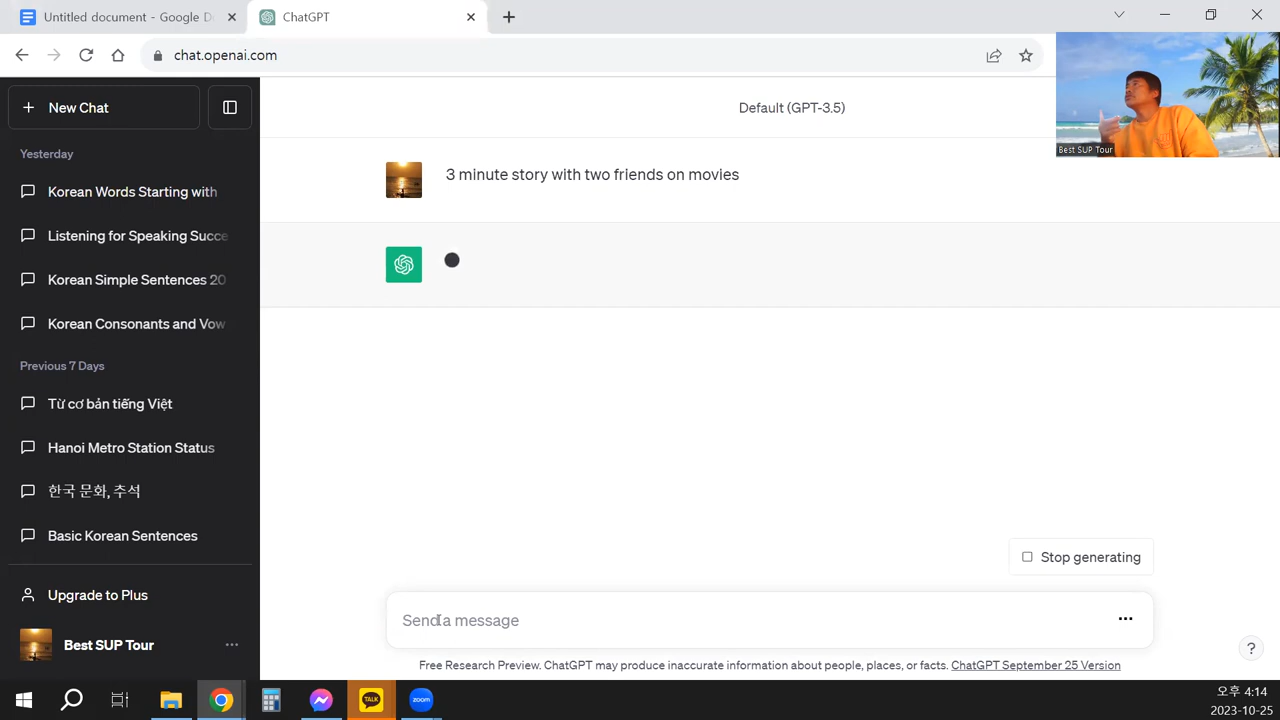 Untitled document - Google D
ChatGPT
chat.openai.com
New Chat
Default (GPT-3.5)
Best SUP Tour
Yesterday
3 minute story with two friends on movies
Korean Words Starting with
Listening for Speaking Succe
Korean Simple Sentences 20
Korean Consonants and Vow
Previous 7 Days
Từ cơ bản tiếng Việt
Hanoi Metro Station Status
한국 문화, 추석
Basic Korean Sentences
Stop generating
Upgrade to Plus
Send a message
Best SUP Tour
Free Research Preview. ChatGPT may produce inaccurate information about people, places, or facts. ChatGPT September 25 Version
?
TALK
zoom
오후 4:14
2023-10-25